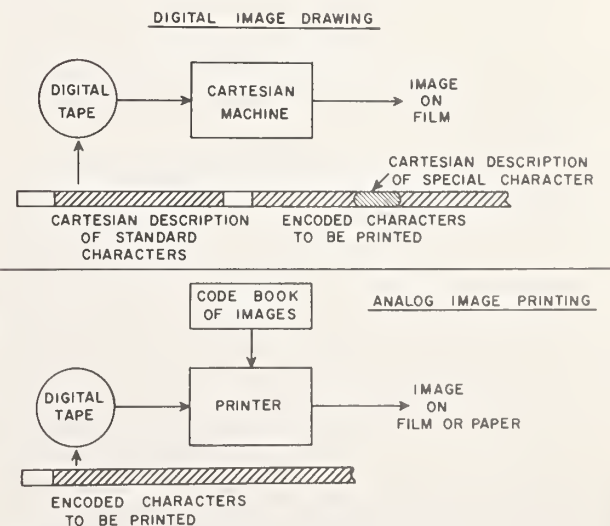 DIGITAL IMAGE DRAWING
DIGITAL
TAPE
CARTESIAN
MACHINE
IMAGE
ON
FILM
CARTESIAN DESCRIPTION
OF SPECIAL CHARACTER
CARTESIAN DESCRIPTION
OF STANDARD
CHARACTERS
ENCODED CHARACTERS
TO BE PRINTED
CODE BOOK
OF IMAGES
ANALOG IMAGE PRINTING
DIGITAL
TAPE
PRINTER
IMAGE
ON
FILM OR PAPER
ENCODED CHARACTERS
TO BE PRINTED